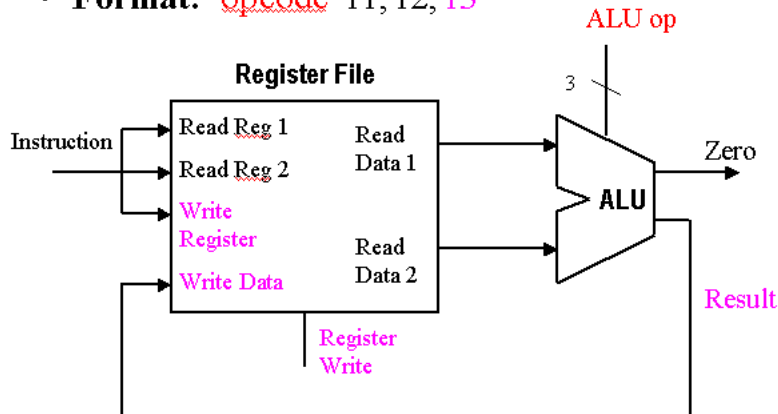 • Format: opcode r1, r2, r3
ALU op
3
Register File
Instruction
Read Reg 1
Read Reg 2
Write
Register
Write Data
Read
Data 1
Read
Data 2
Register
Write
ALU
Zero
Result